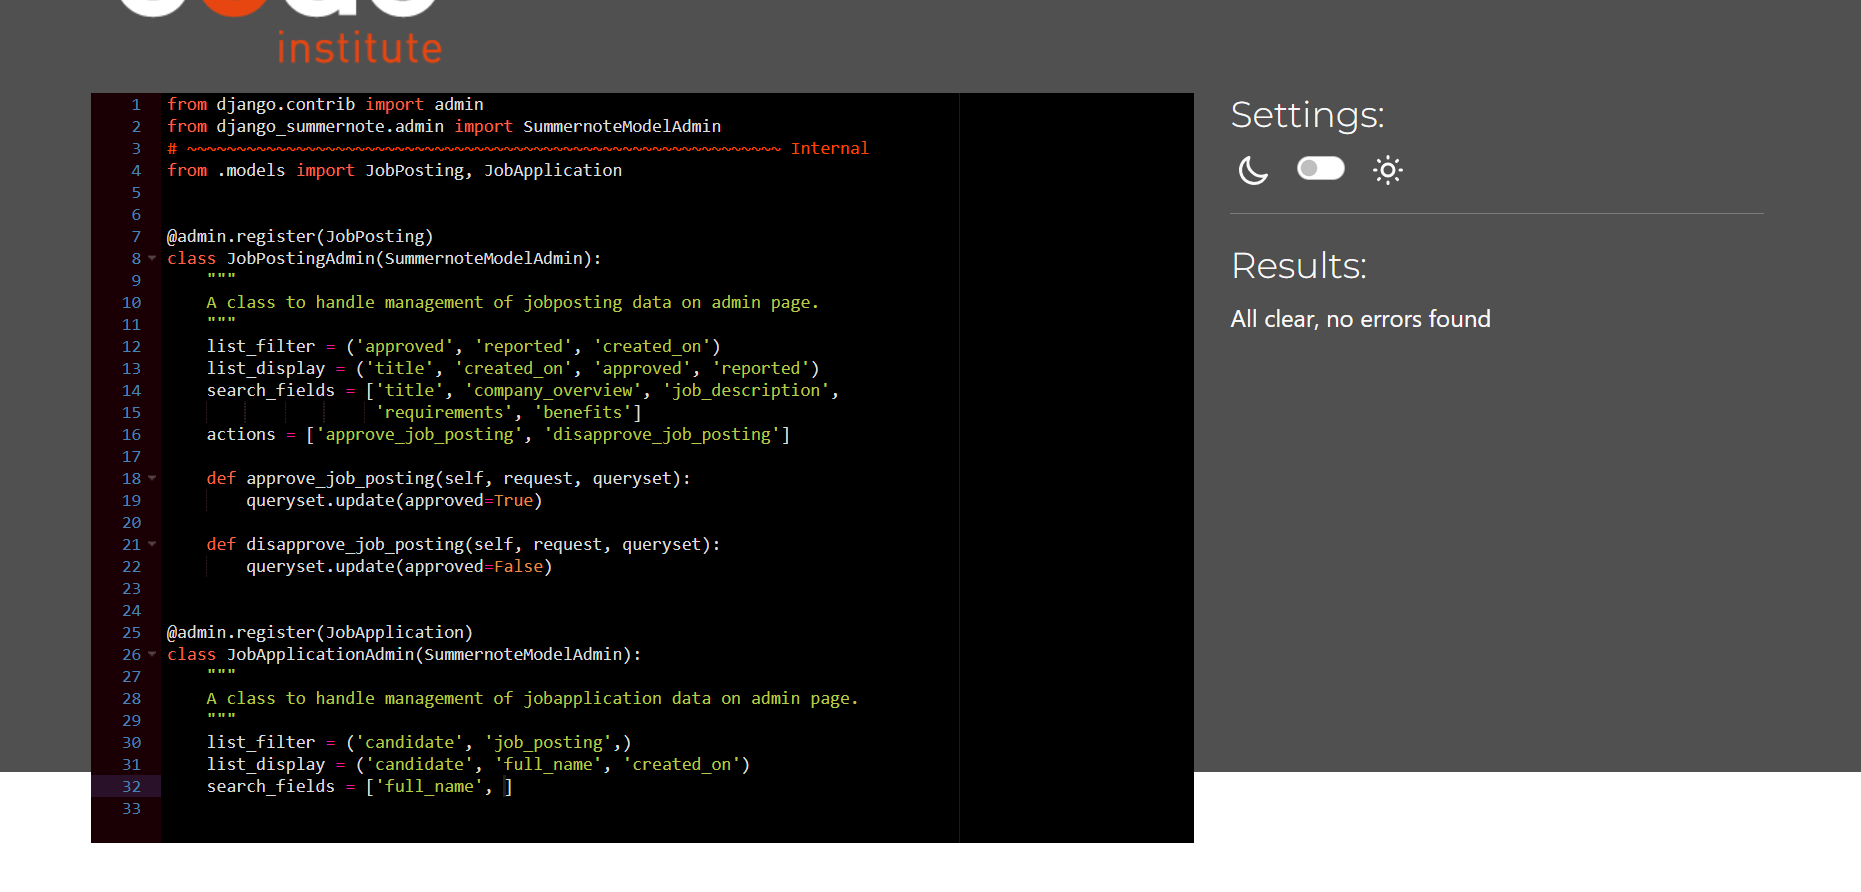 institute
1 from django.contrib import admin
2 from django_summernote.admin import SummernoteModelAdmin
3 # ~~~~~~~~~~~~~~~~~~~~~~~~~~~~~~~~~~~~~~~~~~~~~~~~~~~~~~~~~~~~ Internal
4 from .models import JobPosting, JobApplication
5
6
7 @admin.register(JobPosting)
8 class JobPostingAdmin(SummernoteModelAdmin):
9     """
10     A class to handle management of jobposting data on admin page.
11     """
12     list_filter = ('approved', 'reported', 'created_on')
13     list_display = ('title', 'created_on', 'approved', 'reported')
14     search_fields = ['title', 'company_overview', 'job_description',
15                      'requirements', 'benefits']
16     actions = ['approve_job_posting', 'disapprove_job_posting']
17
18     def approve_job_posting(self, request, queryset):
19         queryset.update(approved=True)
20
21     def disapprove_job_posting(self, request, queryset):
22         queryset.update(approved=False)
23
24
25 @admin.register(JobApplication)
26 class JobApplicationAdmin(SummernoteModelAdmin):
27     """
28     A class to handle management of jobapplication data on admin page.
29     """
30     list_filter = ('candidate', 'job_posting',)
31     list_display = ('candidate', 'full_name', 'created_on')
32     search_fields = ['full_name', ]
33
Settings:
Results:
All clear, no errors found